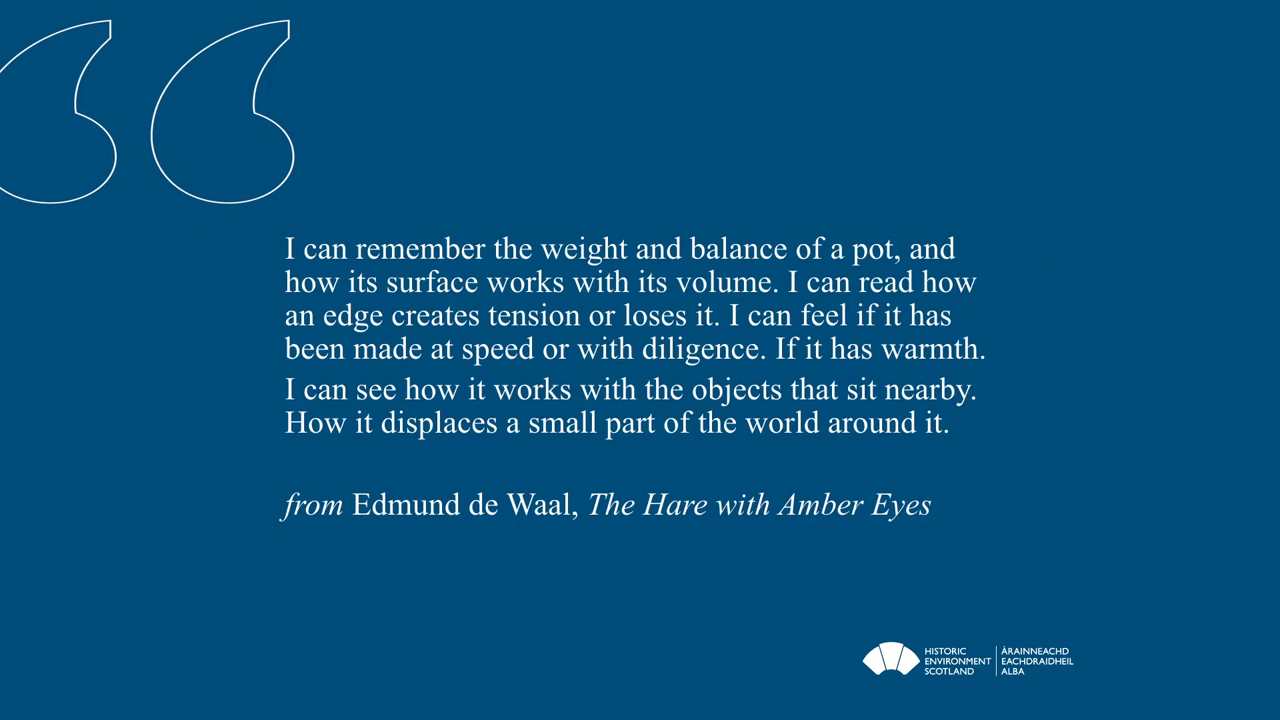 I can remember the weight and balance of a pot, and
how its surface works with its volume. I can read how
an edge creates tension or loses it. I can feel if it has
been made at speed or with diligence. If it has warmth.
I can see how it works with the objects that sit nearby.
How it displaces a small part of the world around it.
from Edmund de Waal, The Hare with Amber Eyes
HISTORIC
ENVIRONMENT
SCOTLAND
ÀRAINNEACHD
EACHDRAIDHEIL
ALBA